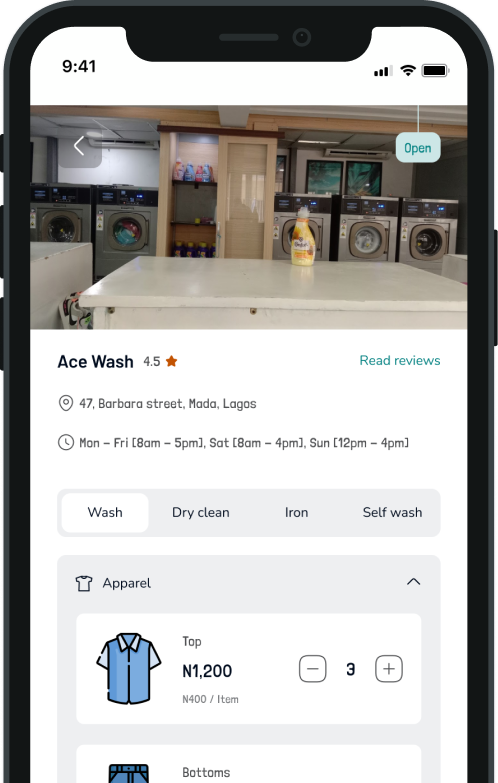 9:41
Open
Ace Wash 4.5 Read reviews
47, Barbara street, Mada, Lagos
Mon – Fri [8am – 5pm], Sat [8am – 4pm], Sun [12pm – 4pm]
Wash Dry clean Iron Self wash
Apparel
Top
N1,200
3
N400 / Item
Bottoms